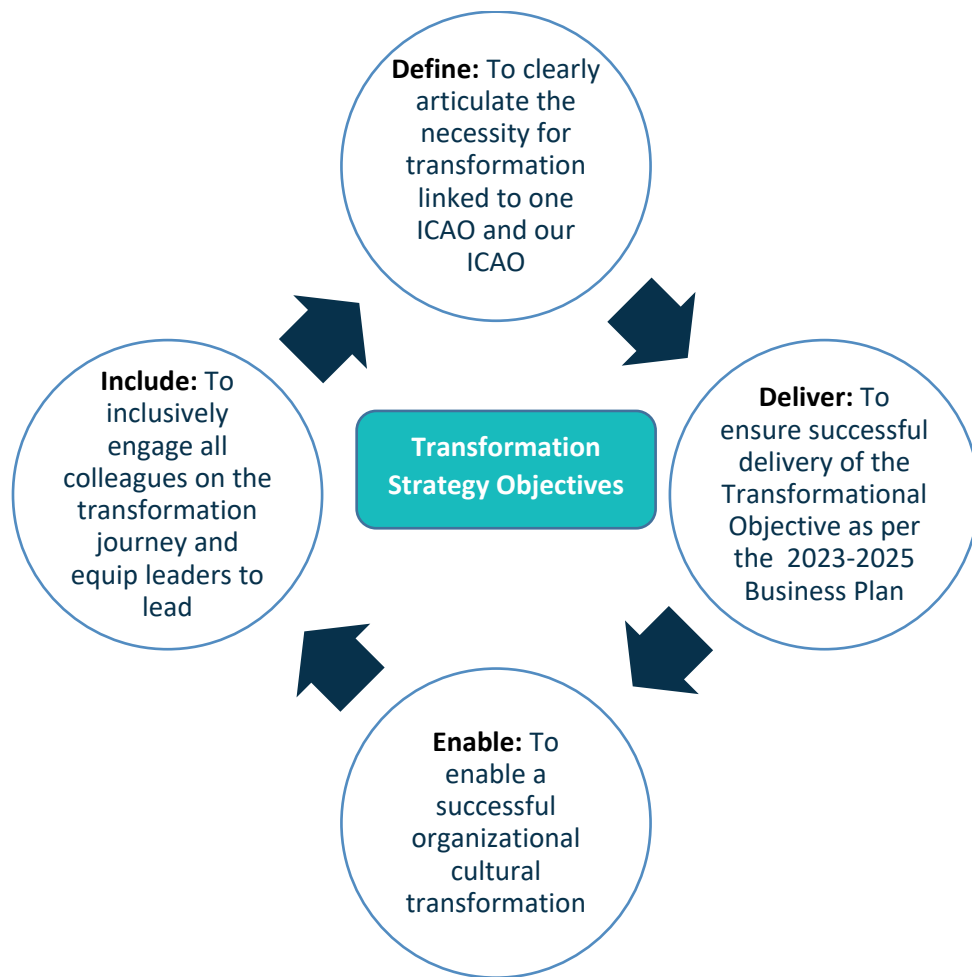 Define: To clearly
articulate the
necessity for
transformation
linked to one
ICAO and our
ICAO
Include: To
inclusively
engage all
colleagues on the
transformation
journey and
equip leaders to
lead
Transformation
Strategy Objectives
Deliver: To
ensure successful
delivery of the
Transformational
Objective as per
the 2023-2025
Business Plan
Enable: To
enable a
successful
organizational
cultural
transformation